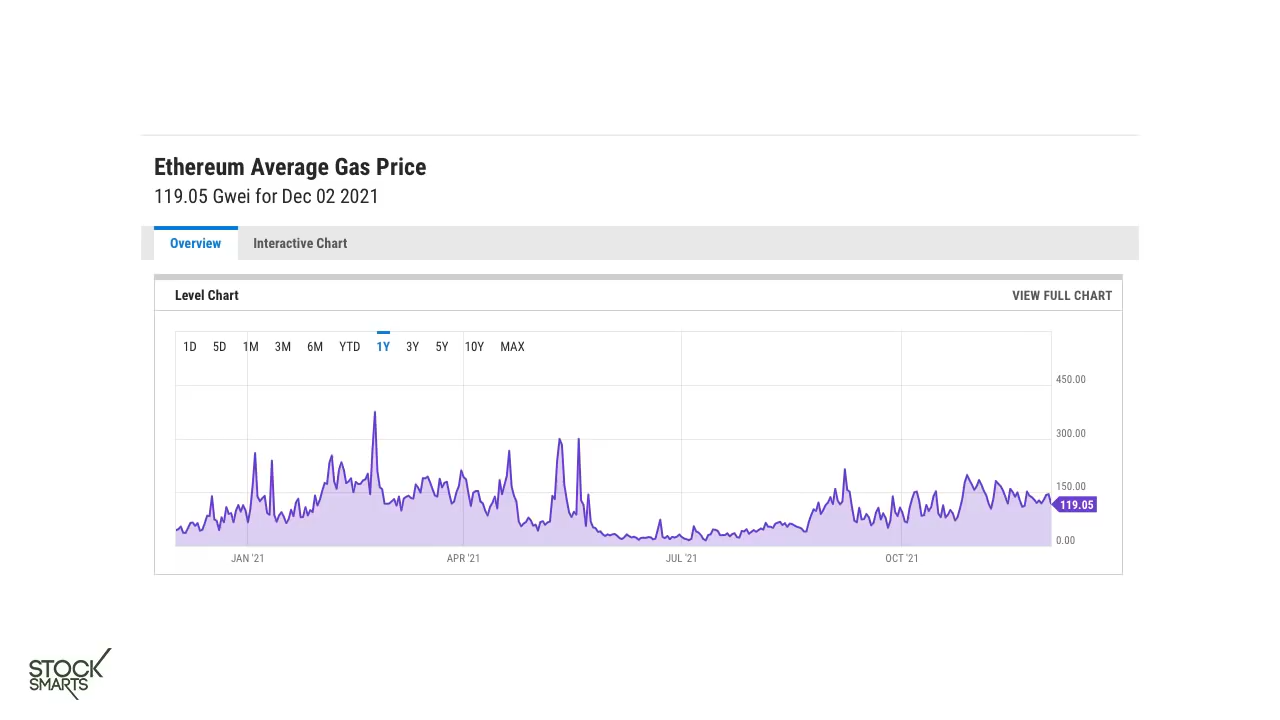 Ethereum Average Gas Price
119.05 Gwei for Dec 02 2021
Overview Interactive Chart
Level Chart VIEW FULL CHART
1D 5D 1M 3M 6M YTD 1Y 3Y 5Y 10Y MAX
450.00
300.00
150.00
119.05
0.00
JAN '21 APR '21 JUL '21 OCT '21
STOCK
SMARTS